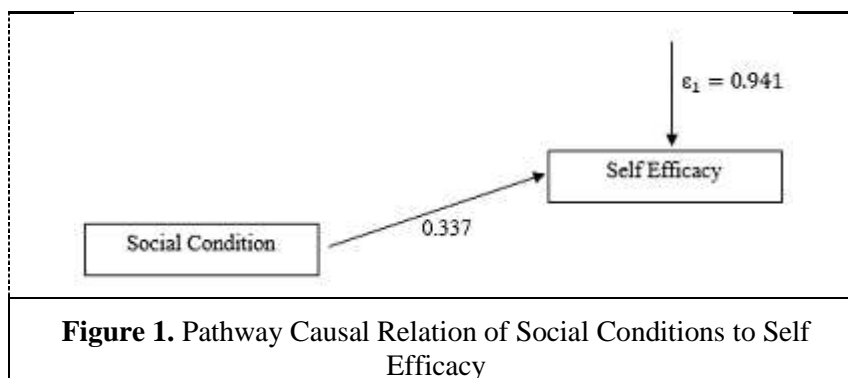 ε₁ = 0.941
Self Efficacy
0.337
Social Condition
Figure 1. Pathway Causal Relation of Social Conditions to Self
Efficacy